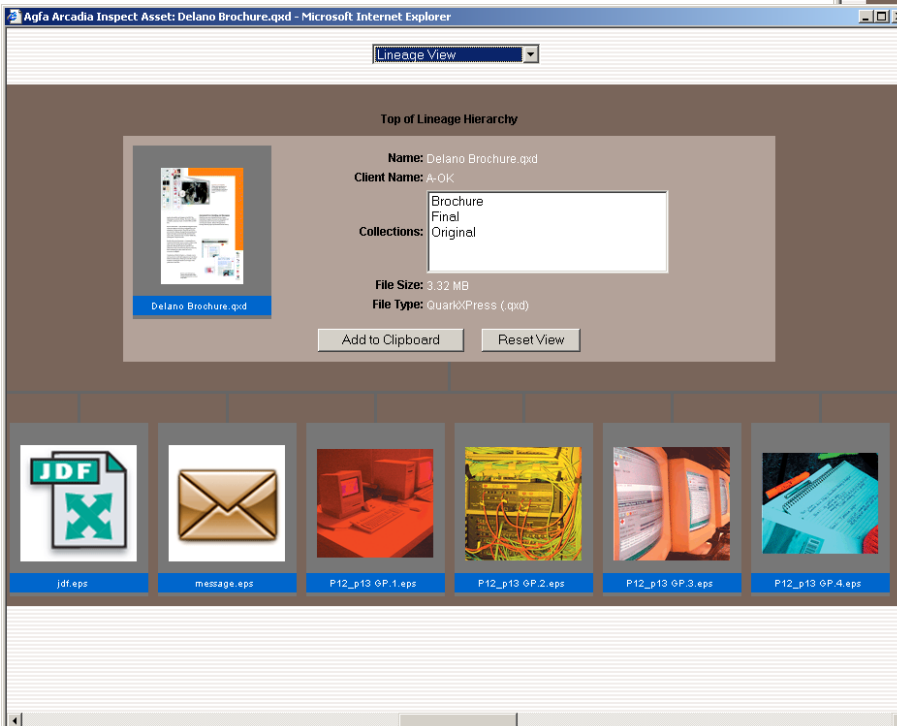 Agfa Arcadia Inspect Asset: Delano Brochure.qxd - Microsoft Internet Explorer
Lineage View
Top of Lineage Hierarchy
Name: Delano Brochure.qxd
Client Name: A-OK
Collections:
Brochure
Final
Original
File Size: 3.32 MB
File Type: QuarkXPress (.qxd)
Delano Brochure.qxd
Add to Clipboard
Reset View
JDF
jdf.eps
message.eps
P12_p13 GP.1.eps
P12_p13 GP.2.eps
P12_p13 GP.3.eps
P12_p13 GP.4.eps